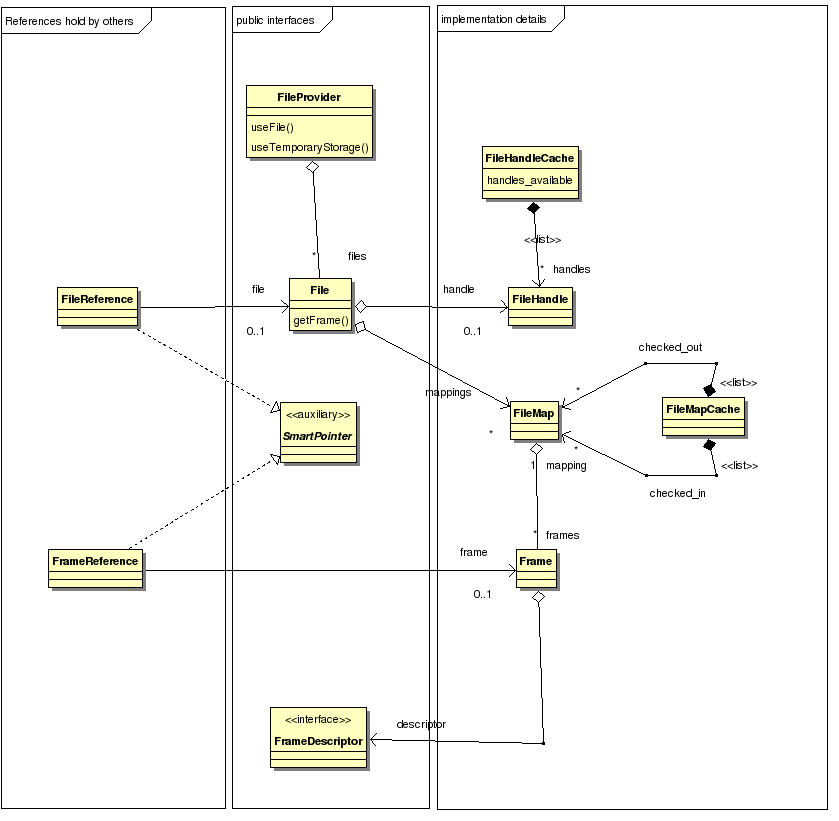 References hold by others
public interfaces
implementation details
FileProvider
useFile()
useTemporaryStorage()
FileHandleCache
handles_available
<<list>>
* files
* handles
FileReference
file
0..1
File
getFrame()
handle
0..1
FileHandle
checked_out
<<list>>
*
mappings
*
FileMap
FileMapCache
<<auxiliary>>
SmartPointer
*
<<list>>
checked_in
1 mapping
* frames
FrameReference
frame
0..1
Frame
<<interface>>
FrameDescriptor
descriptor